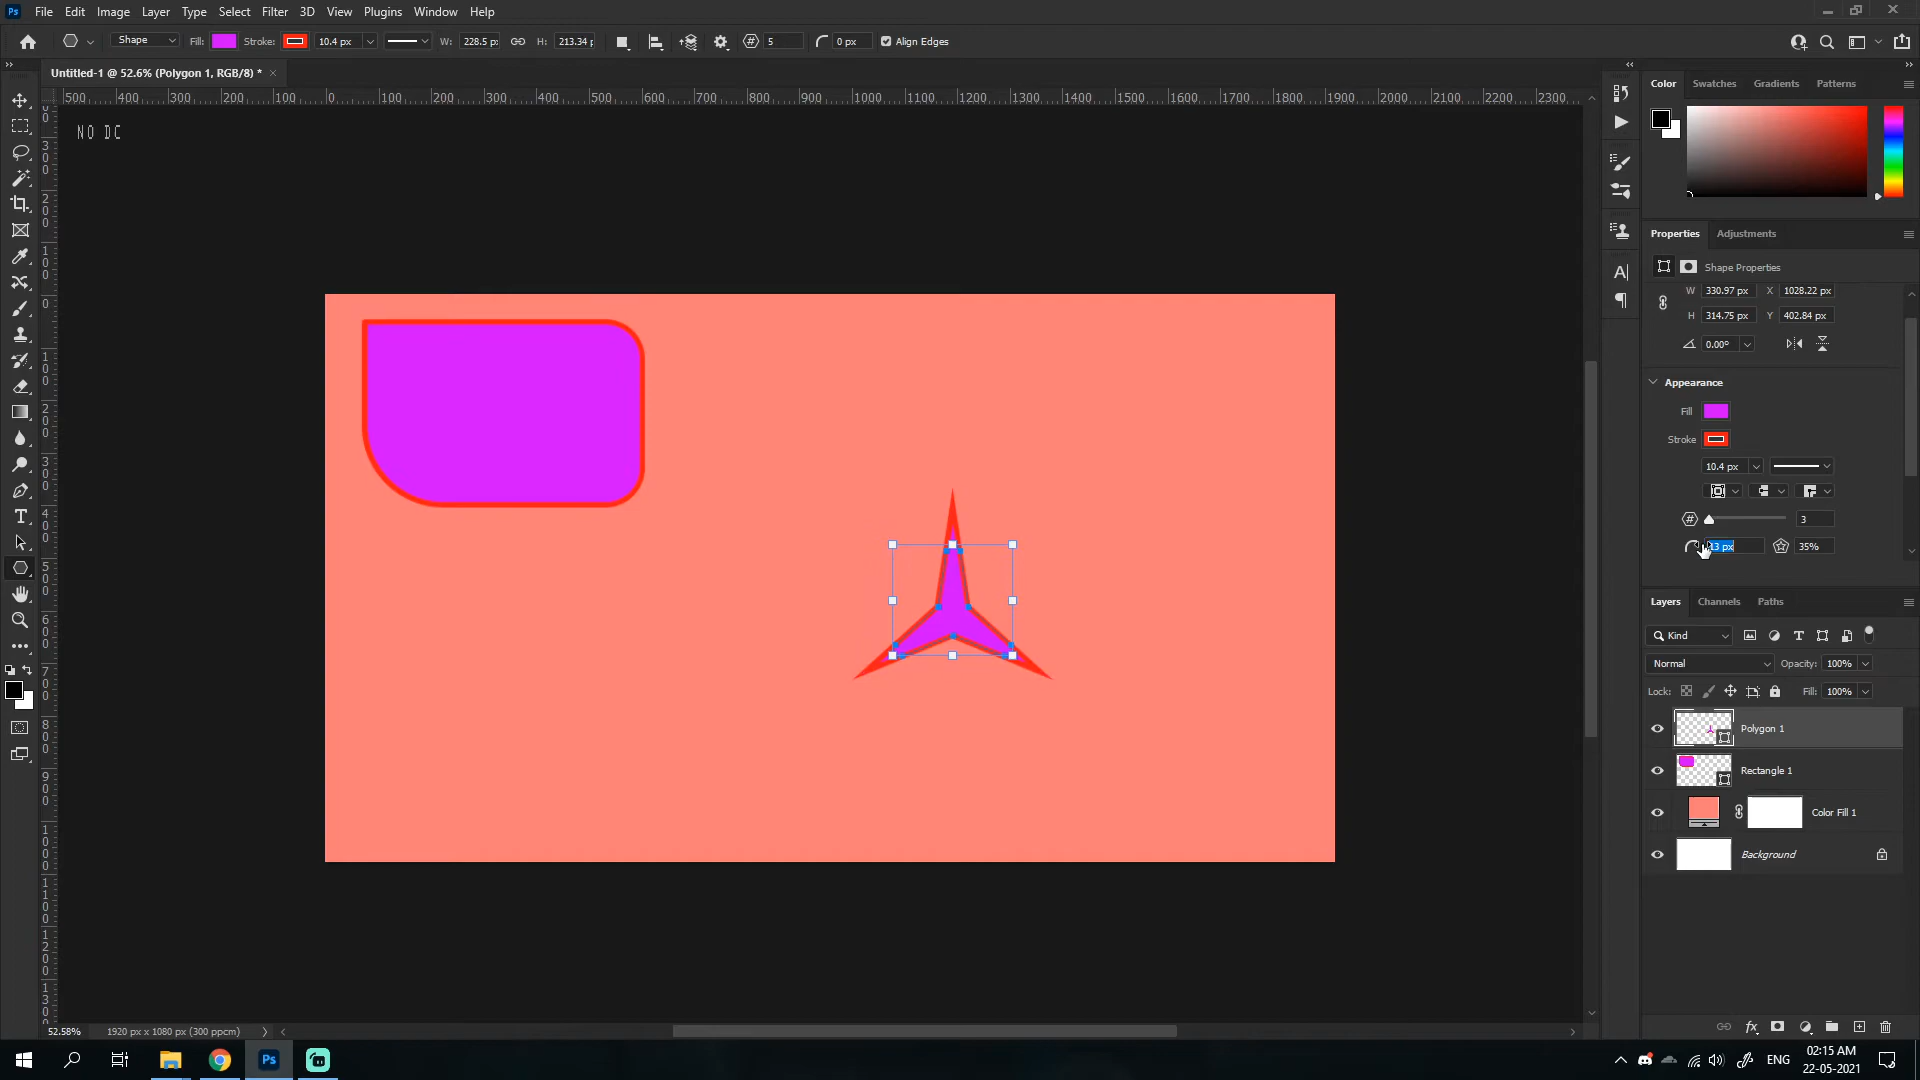 Ps File Edit Image Layer Type Select Filter 3D View Plugins Window Help
Shape Fill: Stroke: 10.4 px W: 228.5 p: H: 213.34 p 5 0 px Align Edges
Untitled-1 @ 52.6% (Polygon 1, RGB/8) * ×
500 400 300 200 100 0 100 200 300 400 500 600 700 800 900 1000 1100 1200 1300 1400 1500 1600 1700 1800 1900 2000 2100 2200 2300
NO DC
Color Swatches Gradients Patterns
Properties Adjustments
Shape Properties
W 330.97 px X 1028.22 px
H 314.75 px Y 402.84 px
0.00°
Appearance
Fill
Stroke
10.4 px
3
13 px 35%
Layers Channels Paths
Kind
Normal Opacity: 100%
Lock: Fill: 100%
Polygon 1
Rectangle 1
Color Fill 1
Background
52.58% 1920 px x 1080 px (300 ppcm)
Ps ENG 02:15 AM
22-05-2021